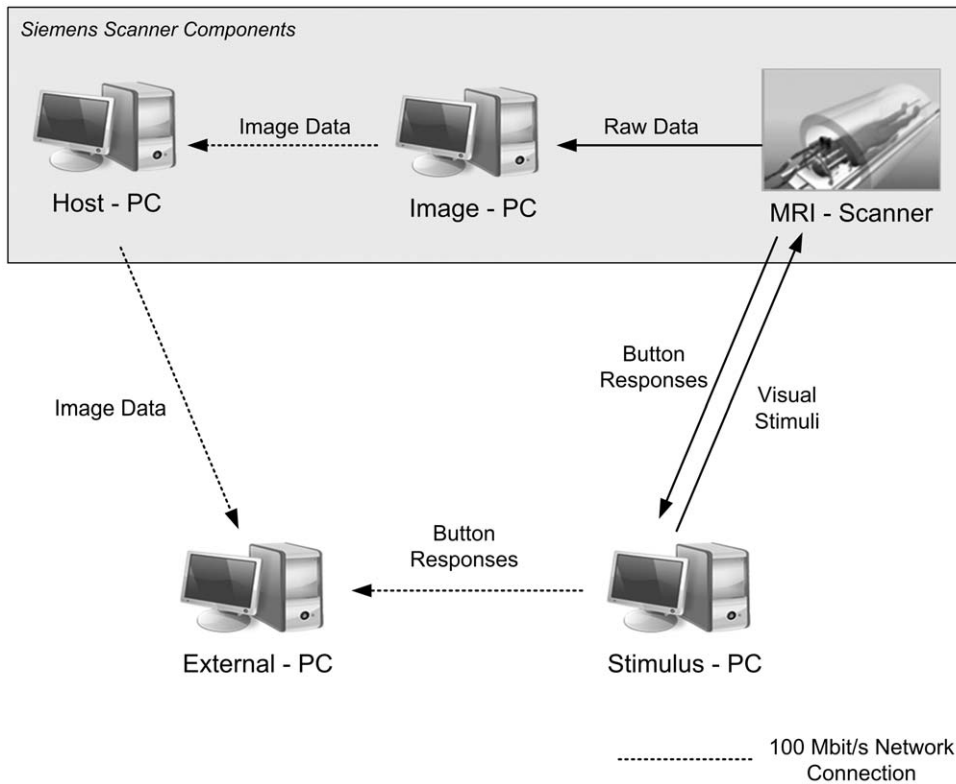 Siemens Scanner Components
Image Data
Raw Data
Host - PC
Image - PC
MRI - Scanner
Button
Responses
Visual
Stimuli
Image Data
Button
Responses
External - PC
Stimulus - PC
100 Mbit/s Network
Connection